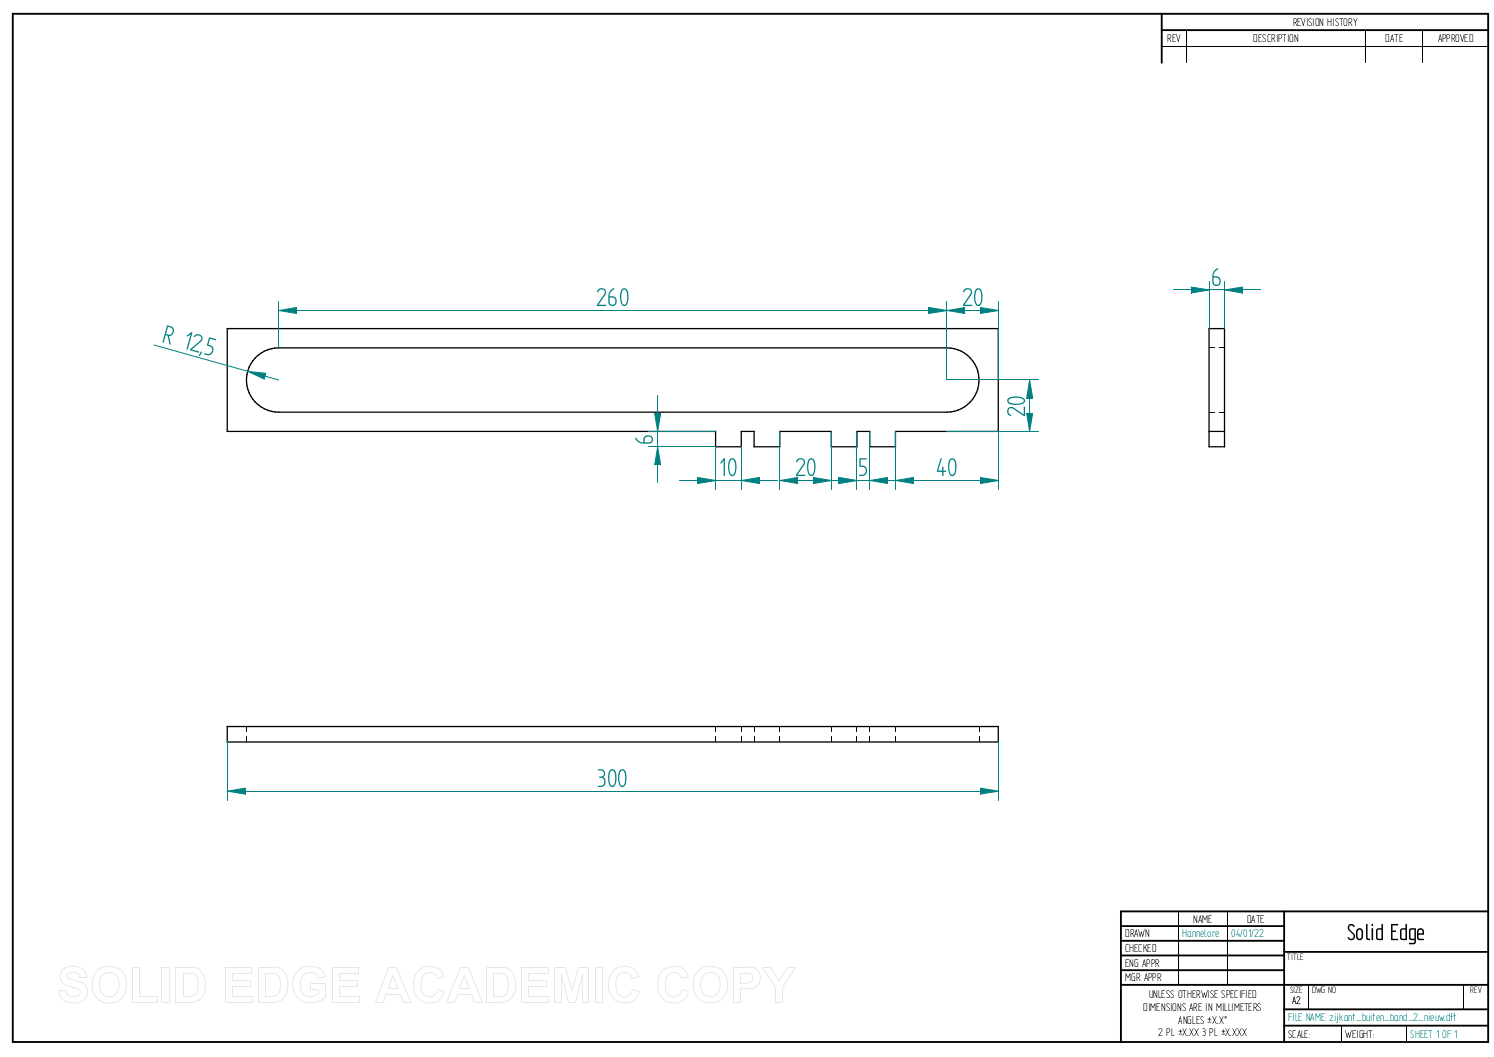 REVISION HISTORY
REV DESCRIPTION DATE APPROVED
6
260 20
R 12,5
20
6
10 20 5 40
300
NAME DATE
DRAWN Hannelore 04/01/22
CHECKED
ENG APPR
MGR APPR
UNLESS OTHERWISE SPECIFIED
DIMENSIONS ARE IN MILLIMETERS
ANGLES ±X.X°
2 PL ±X.XX 3 PL ±X.XXX
Solid Edge
TITLE
SIZE DWG NO REV
A2
FILE NAME: zijkant_buiten_band_2_nieuw.dft
SCALE: WEIGHT: SHEET 1 OF 1
SOLID EDGE ACADEMIC COPY